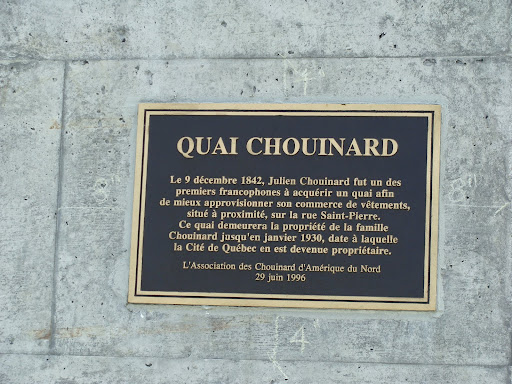 QUAI CHOUINARD
Le 9 décembre 1842, Julien Chouinard fut un des
premiers francophones à acquérir un quai afin
de mieux approvisionner son commerce de vêtements,
situé à proximité, sur la rue Saint-Pierre.
Ce quai demeurera la propriété de la famille
Chouinard jusqu'en janvier 1930, date à laquelle
la Cité de Québec en est devenue propriétaire.
L'Association des Chouinard d'Amérique du Nord
29 juin 1996